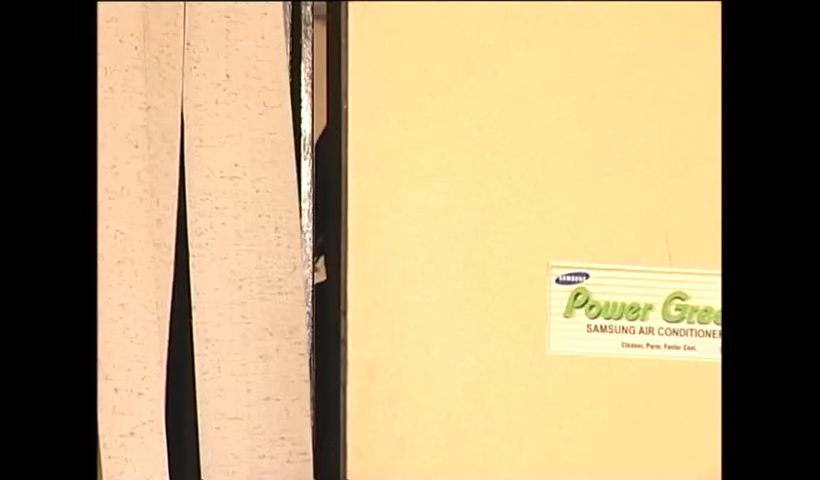 SAMSUNG
Power Gree
SAMSUNG AIR CONDITIONER
Cleaner, Purer, Faster Cool.